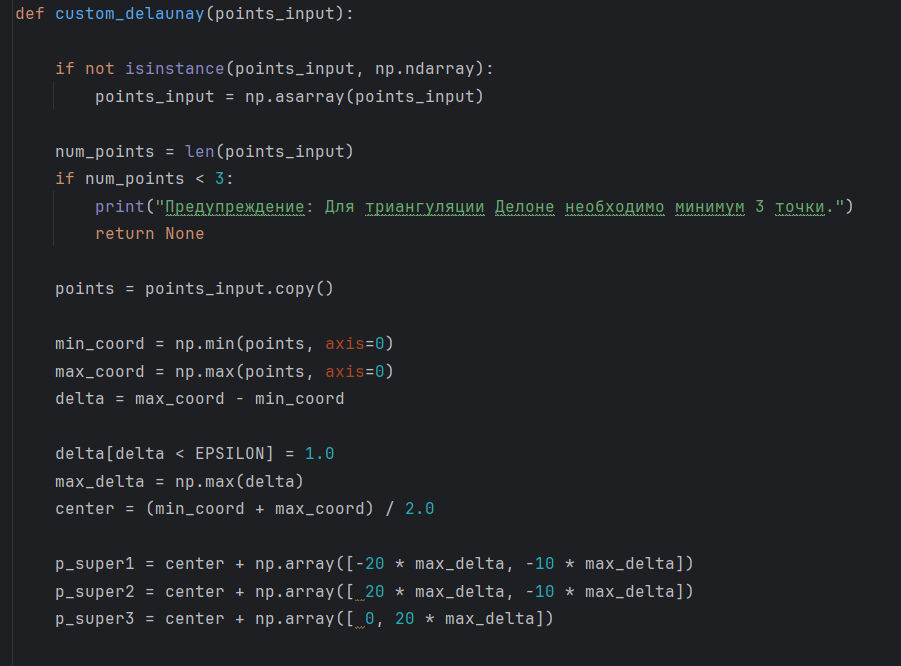 def custom_delaunay(points_input):
    if not isinstance(points_input, np.ndarray):
        points_input = np.asarray(points_input)
    num_points = len(points_input)
    if num_points < 3:
        print("Предупреждение: Для триангуляции Делоне необходимо минимум 3 точки.")
        return None
    points = points_input.copy()
    min_coord = np.min(points, axis=0)
    max_coord = np.max(points, axis=0)
    delta = max_coord - min_coord
    delta[delta < EPSILON] = 1.0
    max_delta = np.max(delta)
    center = (min_coord + max_coord) / 2.0
    p_super1 = center + np.array([-20 * max_delta, -10 * max_delta])
    p_super2 = center + np.array([ 20 * max_delta, -10 * max_delta])
    p_super3 = center + np.array([ 0, 20 * max_delta])